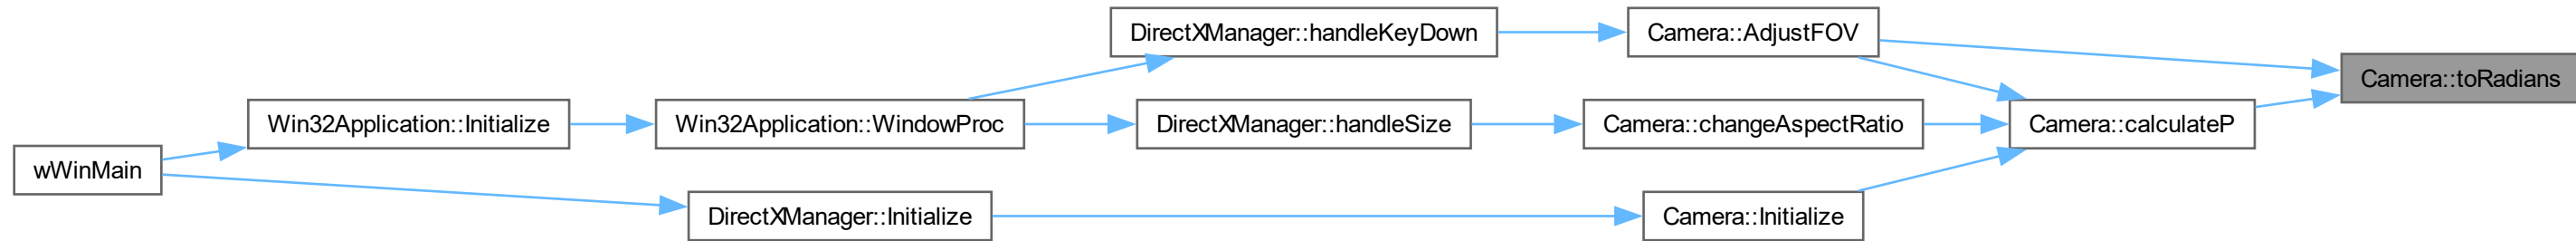 DirectXManager::handleKeyDown
Camera::AdjustFOV
Camera::toRadians
Win32Application::Initialize
Win32Application::WindowProc
DirectXManager::handleSize
Camera::changeAspectRatio
Camera::calculateP
wWinMain
DirectXManager::Initialize
Camera::Initialize